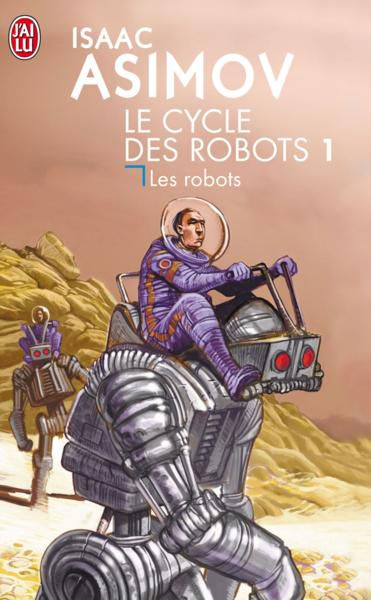 J'AI
LU
ISAAC
ASIMOV
LE CYCLE
DES ROBOTS 1
Les robots